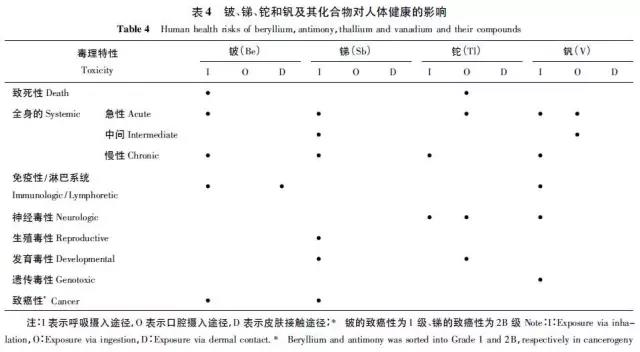 表 4 铍、锑、铊和钒及其化合物对人体健康的影响
Table 4 Human health risks of beryllium, antimony, thallium and vanadium and their compounds
毒理特性 铍(Be) 锑(Sb) 铊(Tl) 钒(V)
Toxicity I O D I O D I O D I O D
致死性 Death • •
全身的 Systemic 急性 Acute • • • • •
中间 Intermediate • •
慢性 Chronic • • • •
免疫性/淋巴系统
Immunologic/Lymphoretic • • •
神经毒性 Neurologic • • •
生殖毒性 Reproductive •
发育毒性 Developmental • •
遗传毒性 Genotoxic •
致癌性* Cancer • •
注:I 表示呼吸摄入途径,O 表示口腔摄入途径,D 表示皮肤接触途径;* 铍的致癌性为 1 级、锑的致癌性为 2B 级 Note:I:Exposure via inha-
lation, O:Exposure via ingestion, D:Exposure via dermal contact. * Beryllium and antimony was sorted into Grade 1 and 2B, respectively in cancerogeny